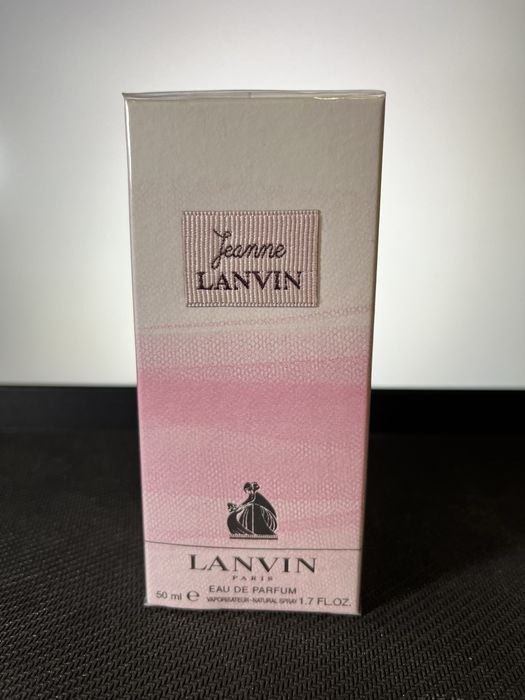 Jeanne
LANVIN
LANVIN
PARIS
EAU DE PARFUM
50 ml ℮ VAPORISATEUR-NATURAL SPRAY 1.7 FL.OZ.